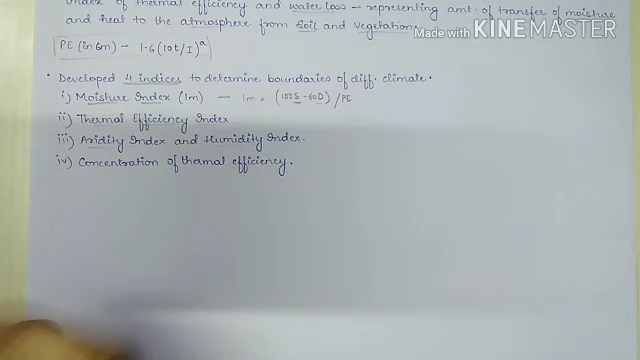 Index of thermal efficiency and water loss - representing amt. of transfer of moisture
and heat to the atmosphere from soil and vegetation.
Made with KINEMASTER
PE (in cm) - 1.6 (10t/I)ᵃ
• Developed 4 indices to determine boundaries of diff. climate.
i) Moisture Index (Im) - Im = (100S - 60D) / PE
ii) Thermal Efficiency Index
iii) Aridity Index and Humidity Index.
iv) Concentration of thermal efficiency.